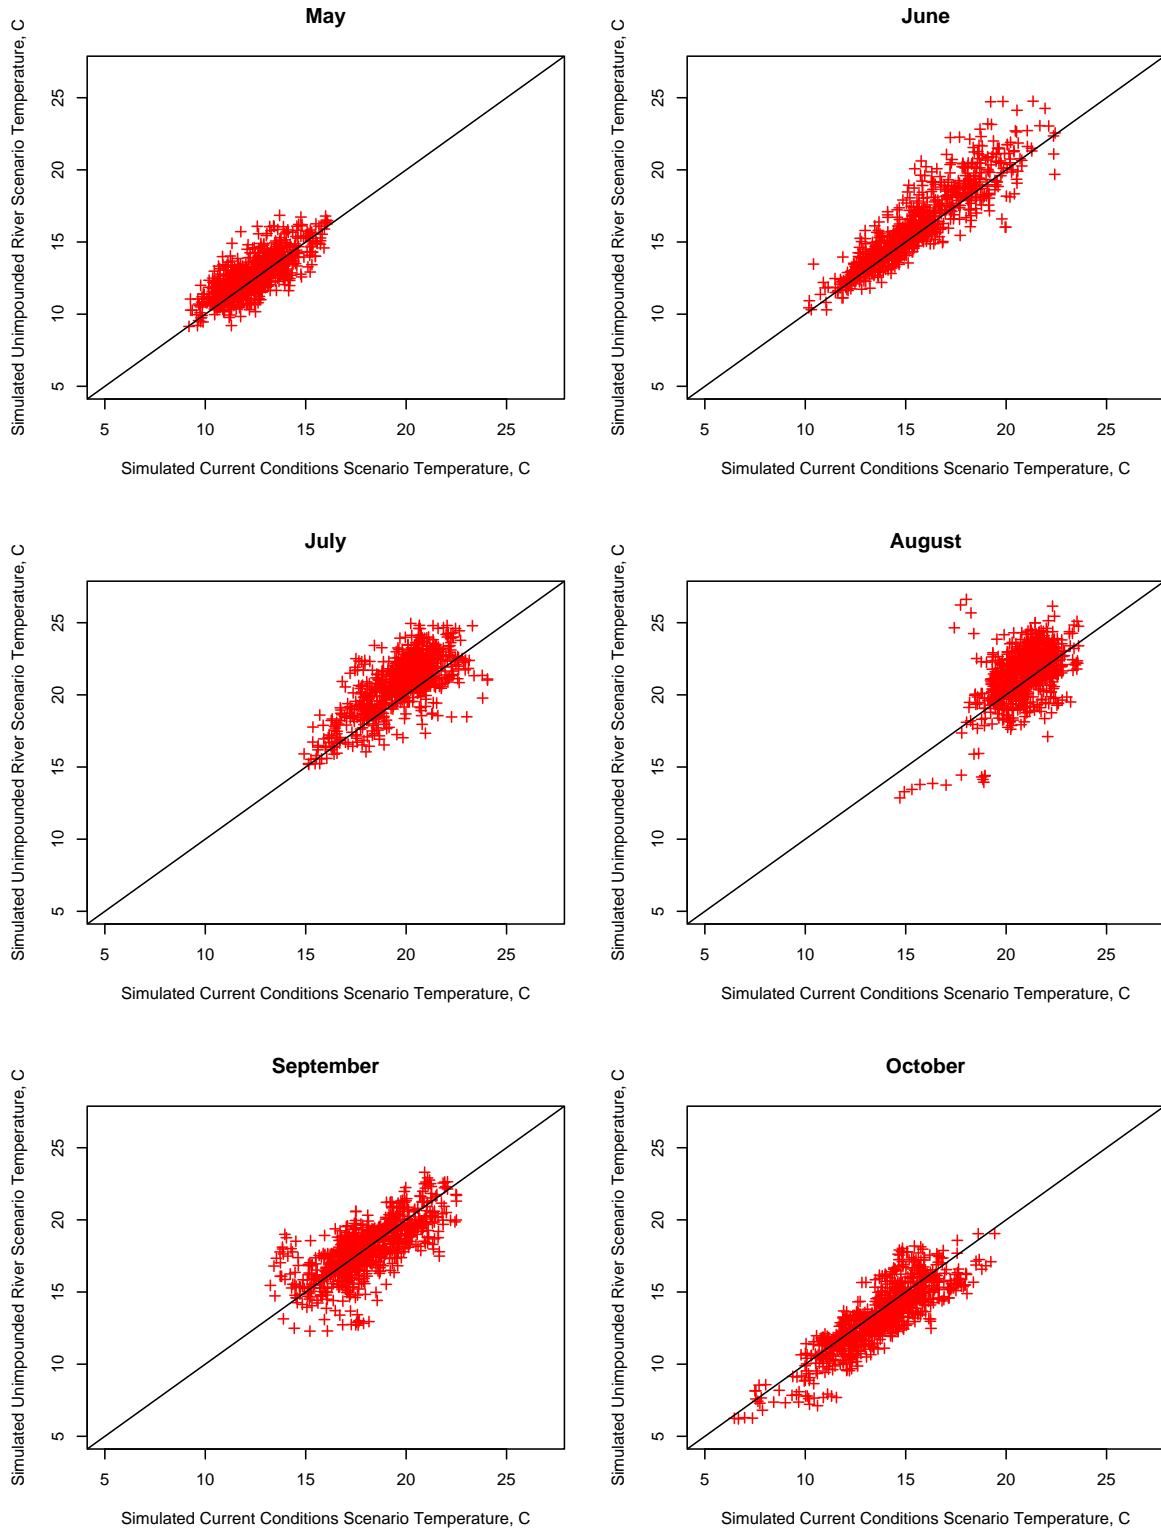 May
Simulated Unimpounded River Scenario Temperature, C
25
20
15
10
5
5 10 15 20 25
Simulated Current Conditions Scenario Temperature, C
June
Simulated Unimpounded River Scenario Temperature, C
25
20
15
10
5
5 10 15 20 25
Simulated Current Conditions Scenario Temperature, C
July
Simulated Unimpounded River Scenario Temperature, C
25
20
15
10
5
5 10 15 20 25
Simulated Current Conditions Scenario Temperature, C
August
Simulated Unimpounded River Scenario Temperature, C
25
20
15
10
5
5 10 15 20 25
Simulated Current Conditions Scenario Temperature, C
September
Simulated Unimpounded River Scenario Temperature, C
25
20
15
10
5
5 10 15 20 25
Simulated Current Conditions Scenario Temperature, C
October
Simulated Unimpounded River Scenario Temperature, C
25
20
15
10
5
5 10 15 20 25
Simulated Current Conditions Scenario Temperature, C